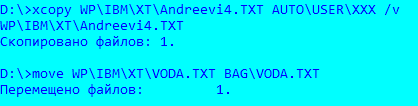 D:\>xcopy WP\IBM\XT\Andreevi4.TXT AUTO\USER\XXX /v
WP\IBM\XT\Andreevi4.TXT
Скопировано файлов: 1.
D:\>move WP\IBM\XT\VODA.TXT BAG\VODA.TXT
Перемещено файлов:         1.